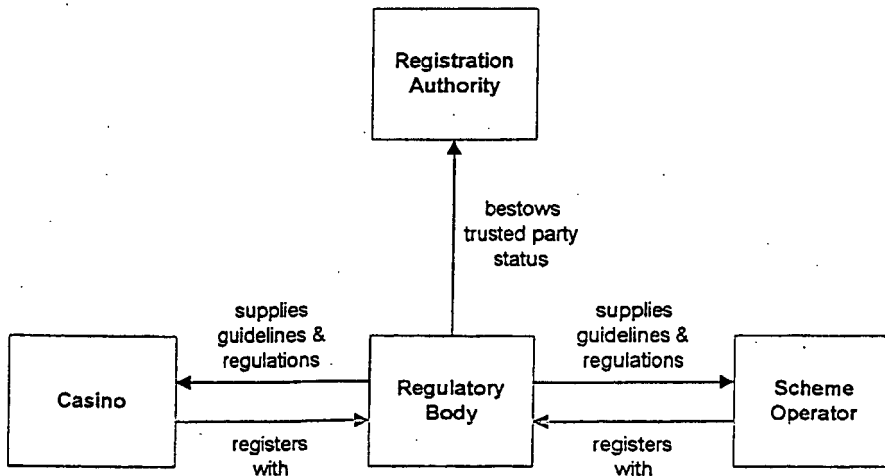 Registration
Authority
bestows
trusted party
status
supplies
guidelines &
regulations
supplies
guidelines &
regulations
Casino
Regulatory
Body
Scheme
Operator
registers
with
registers
with